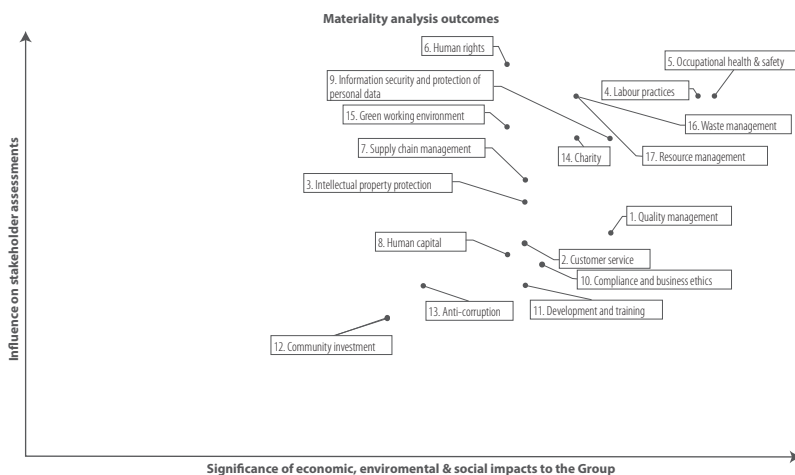 Materiality analysis outcomes
6. Human rights
5. Occupational health & safety
9. Information security and protection of
personal data
4. Labour practices
15. Green working environment
16. Waste management
7. Supply chain management
14. Charity
17. Resource management
3. Intellectual property protection
1. Quality management
8. Human capital
2. Customer service
10. Compliance and business ethics
13. Anti-corruption
11. Development and training
12. Community investment
Influence on stakeholder assessments
Significance of economic, enviromental & social impacts to the Group